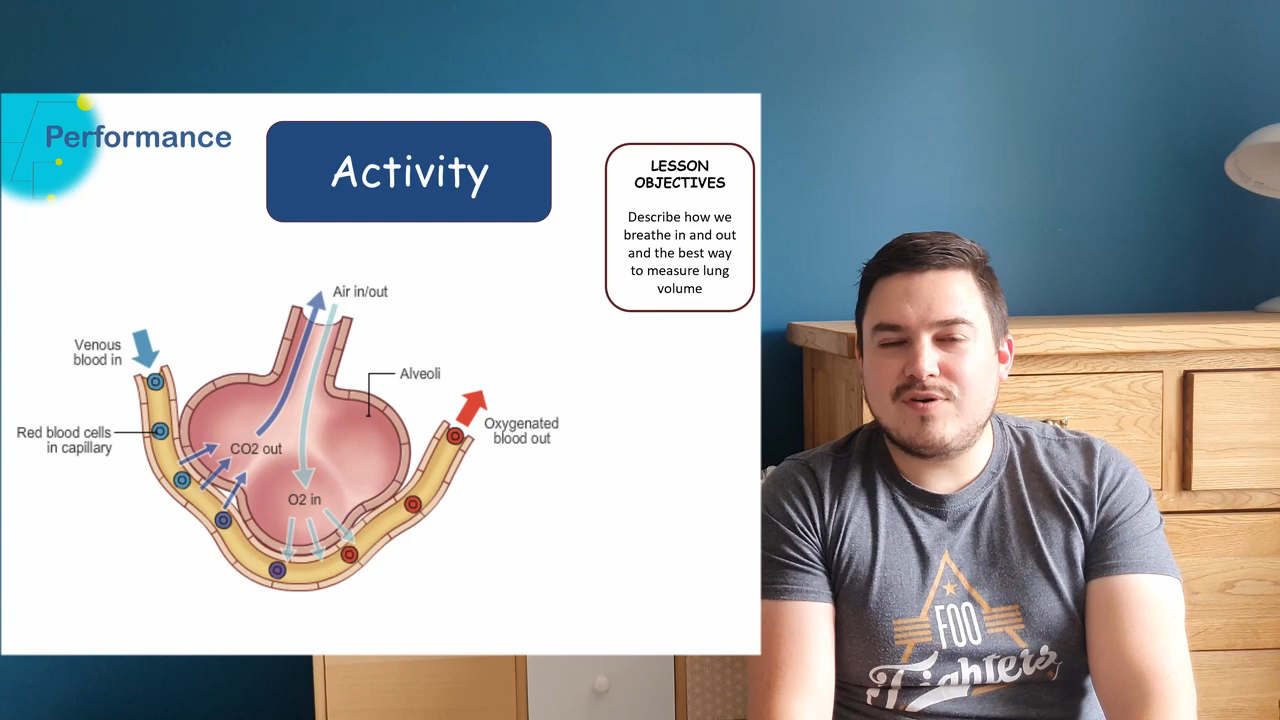 Performance
Activity
LESSON
OBJECTIVES
Describe how we
breathe in and out
and the best way
to measure lung
volume
Air in/out
Venous
blood in
Alveoli
Red blood cells
in capillary
CO2 out
Oxygenated
blood out
O2 in
FOO
Fighters